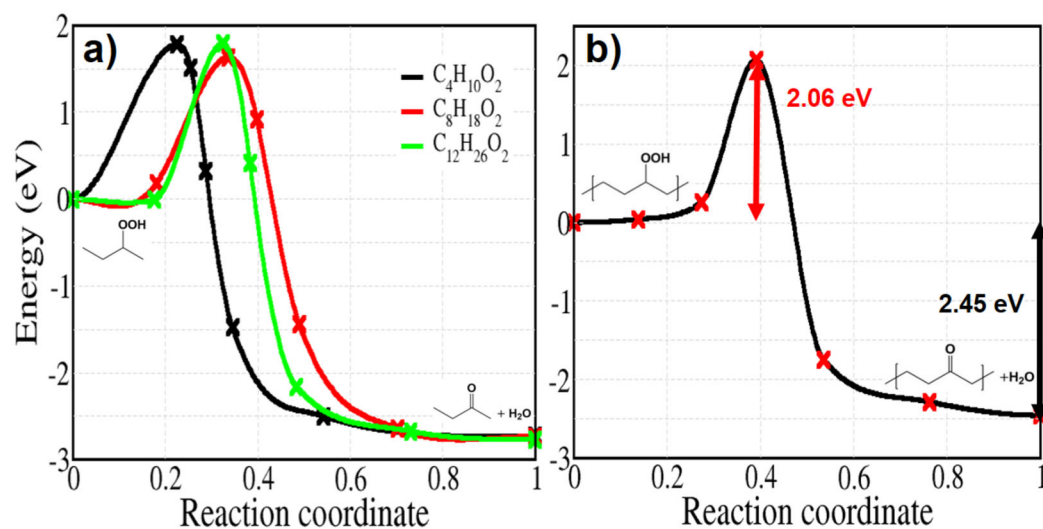 a)
Energy (eV)
2
1
0
-1
-2
-3
C4H10O2
C8H18O2
C12H26O2
OOH
O
+ H2O
0
0.2
0.4
0.6
0.8
1
Reaction coordinate
b)
2
1
0
-1
-2
-3
2.06 eV
OOH
2.45 eV
O
+H2O
0
0.2
0.4
0.6
0.8
1
Reaction coordinate